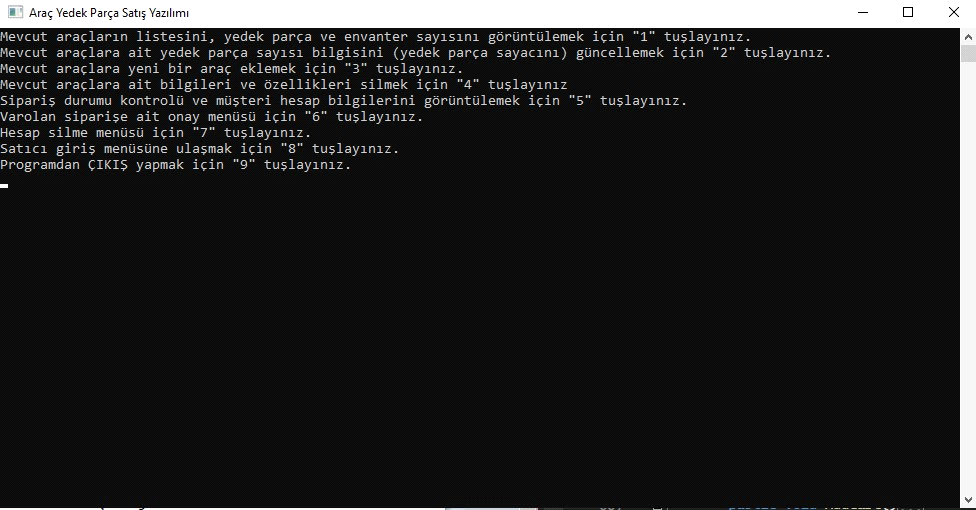 Araç Yedek Parça Satış Yazılımı
Mevcut araçların listesini, yedek parça ve envanter sayısını görüntülemek için "1" tuşlayınız.
Mevcut araçlara ait yedek parça sayısı bilgisini (yedek parça sayacını) güncellemek için "2" tuşlayınız.
Mevcut araçlara yeni bir araç eklemek için "3" tuşlayınız.
Mevcut araçlara ait bilgileri ve özellikleri silmek için "4" tuşlayınız
Sipariş durumu kontrolü ve müşteri hesap bilgilerini görüntülemek için "5" tuşlayınız.
Varolan siparişe ait onay menüsü için "6" tuşlayınız.
Hesap silme menüsü için "7" tuşlayınız.
Satıcı giriş menüsüne ulaşmak için "8" tuşlayınız.
Programdan ÇIKIŞ yapmak için "9" tuşlayınız.